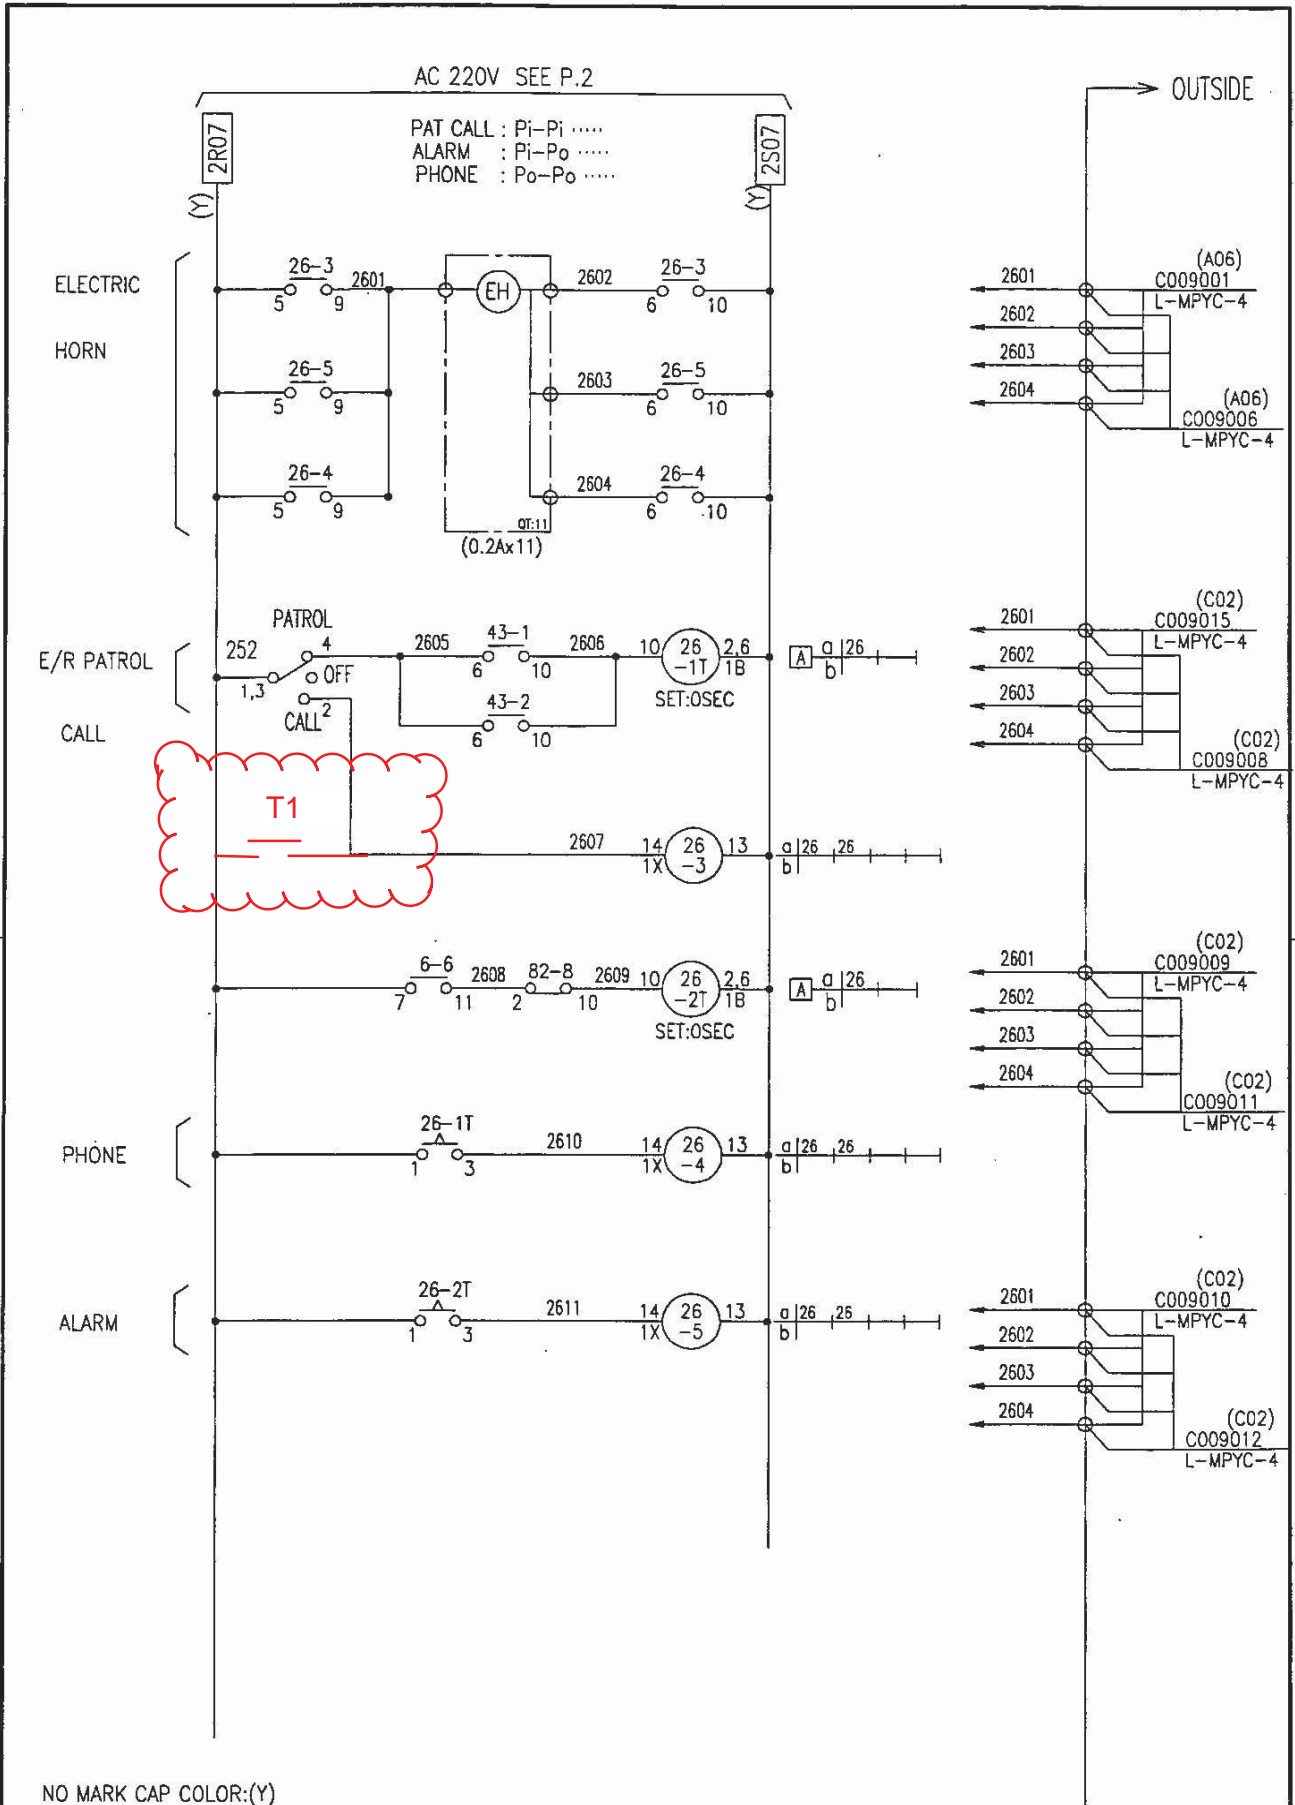 AC 220V SEE P.2
OUTSIDE
2R07
PAT CALL : Pi-Pi ·····
ALARM : Pi-Po ·····
PHONE : Po-Po ·····
2S07
(Y)
(Y)
ELECTRIC
HORN
26-3
5 9
2601
EH
2602
26-3
6 10
26-5
5 9
2603
26-5
6 10
26-4
5 9
2604
26-4
6 10
QT:11
(0.2Ax11)
E/R PATROL
CALL
PATROL
252
4
OFF
1,3
CALL 2
2605
43-1
6 10
2606
43-2
6 10
10
26
-1T
2,6
1B
SET:0SEC
A
a 26
b
T1
2607
14
1X
26
-3
13
a 26 26
b
6-6
7 11
2608
82-8
2 10
2609
10
26
-2T
2,6
1B
SET:0SEC
A
a 26
b
PHONE
26-1T
1 3
2610
14
1X
26
-4
13
a 26 26
b
ALARM
26-2T
1 3
2611
14
1X
26
-5
13
a 26 26
b
2601
2602
2603
2604
(A06)
C009001
L-MPYC-4
(A06)
C009006
L-MPYC-4
2601
2602
2603
2604
(C02)
C009015
L-MPYC-4
(C02)
C009008
L-MPYC-4
2601
2602
2603
2604
(C02)
C009009
L-MPYC-4
(C02)
C009011
L-MPYC-4
2601
2602
2603
2604
(C02)
C009010
L-MPYC-4
(C02)
C009012
L-MPYC-4
NO MARK CAP COLOR:(Y)